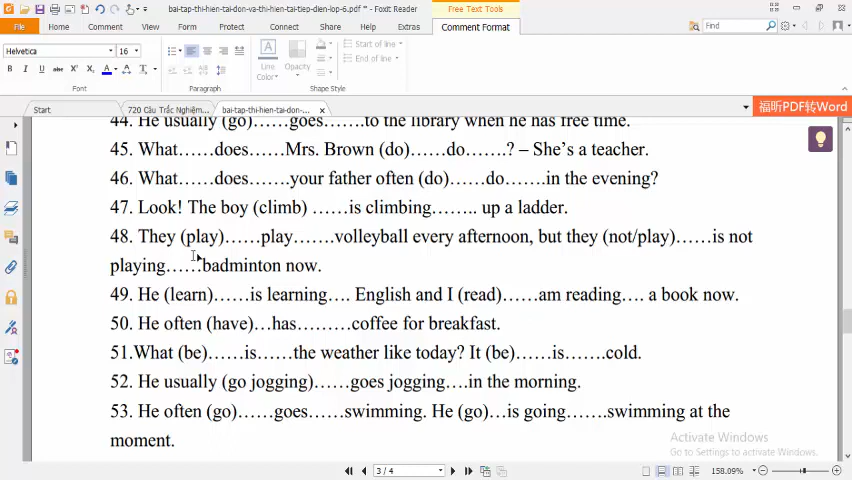 bai-tap-thi-hien-tai-don-va-thi-hien-tai-tiep-dien-lop-6.pdf * - Foxit Reader
Free Text Tools
File Home Comment View Form Protect Connect Share Help Extras Comment Format Find
Helvetica 16 Start of line
End of line
Line Color Opacity
Font Paragraph Shape Style
Start 720 Câu Trắc Nghiệm... bai-tap-thi-hien-tai-don-... 福昕PDF转Word
44. He usually (go)……goes…….to the library when he has free time.
45. What……does……Mrs. Brown (do)……do…….? – She’s a teacher.
46. What……does…….your father often (do)……do…….in the evening?
47. Look! The boy (climb) ……is climbing…….. up a ladder.
48. They (play)……play…….volleyball every afternoon, but they (not/play)……is not
playing……badminton now.
49. He (learn)……is learning…. English and I (read)……am reading…. a book now.
50. He often (have)…has………coffee for breakfast.
51.What (be)……is……the weather like today? It (be)……is…….cold.
52. He usually (go jogging)……goes jogging….in the morning.
53. He often (go)……goes……swimming. He (go)…is going…….swimming at the
moment.
Activate Windows
Go to Settings to activate Windows.
3 / 4 158.09%